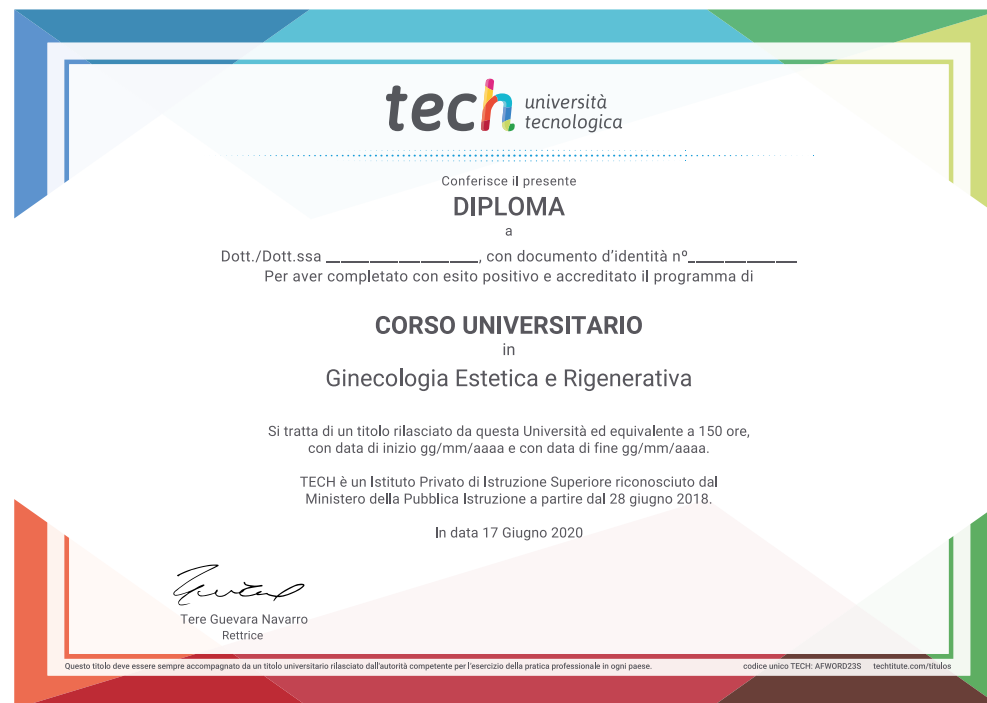 tech università
tecnologica
Conferisce il presente
DIPLOMA
a
Dott./Dott.ssa _________________, con documento d'identità nº____________
Per aver completato con esito positivo e accreditato il programma di
CORSO UNIVERSITARIO
in
Ginecologia Estetica e Rigenerativa
Si tratta di un titolo rilasciato da questa Università ed equivalente a 150 ore,
con data di inizio gg/mm/aaaa e con data di fine gg/mm/aaaa.
TECH è un Istituto Privato di Istruzione Superiore riconosciuto dal
Ministero della Pubblica Istruzione a partire dal 28 giugno 2018.
In data 17 Giugno 2020
Tere Guevara Navarro
Rettrice
Questo titolo deve essere sempre accompagnato da un titolo universitario rilasciato dall'autorità competente per l'esercizio della pratica professionale in ogni paese. codice unico TECH: AFWORD23S techtitute.com/títulos